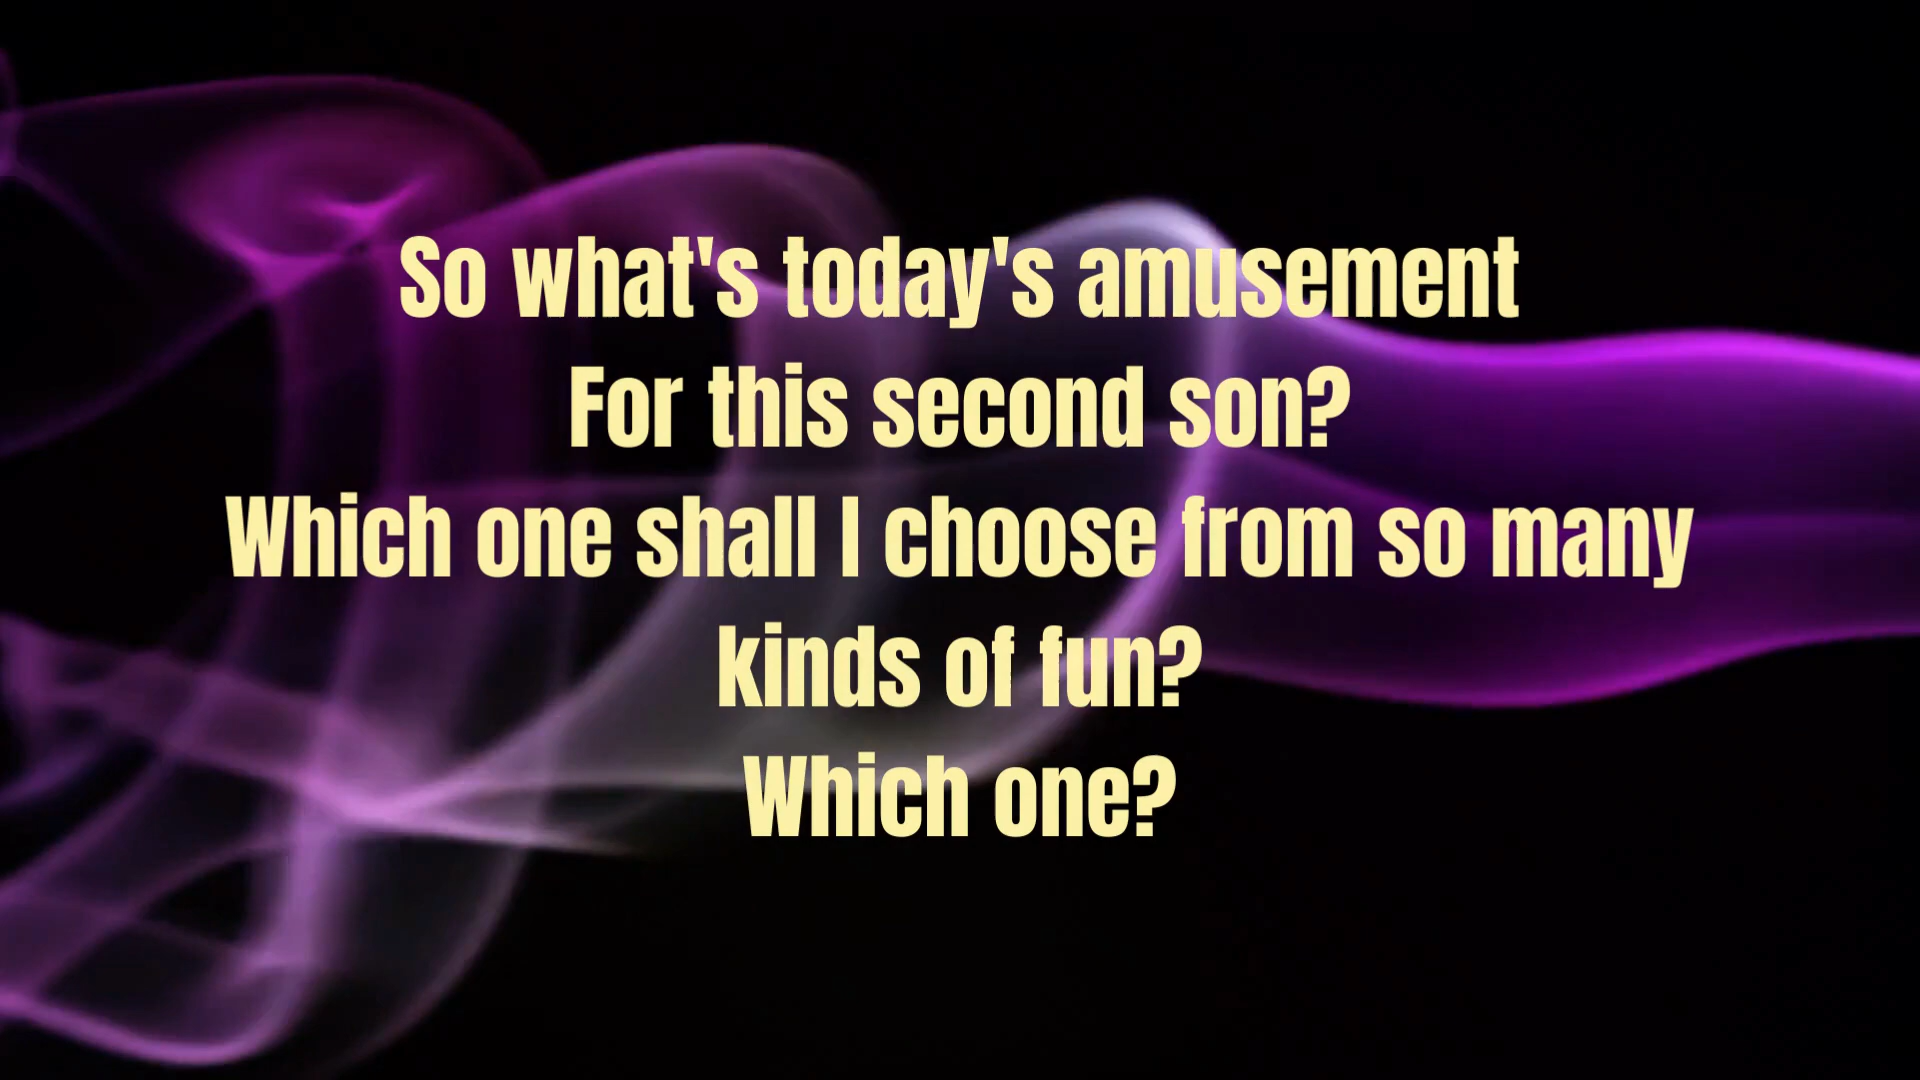 So what's today's amusement
For this second son?
Which one shall I choose from so many
kinds of fun?
Which one?